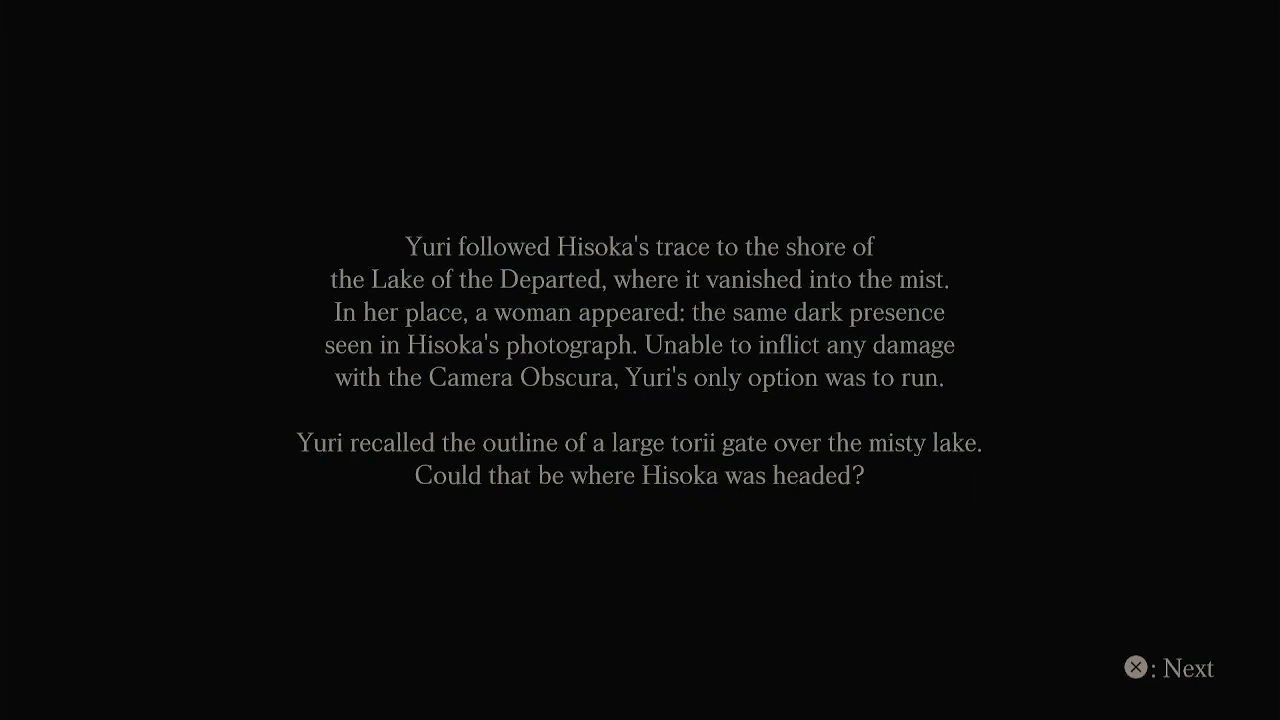 Yuri followed Hisoka's trace to the shore of
the Lake of the Departed, where it vanished into the mist.
In her place, a woman appeared: the same dark presence
seen in Hisoka's photograph. Unable to inflict any damage
with the Camera Obscura, Yuri's only option was to run.
Yuri recalled the outline of a large torii gate over the misty lake.
Could that be where Hisoka was headed?
ⓧ: Next